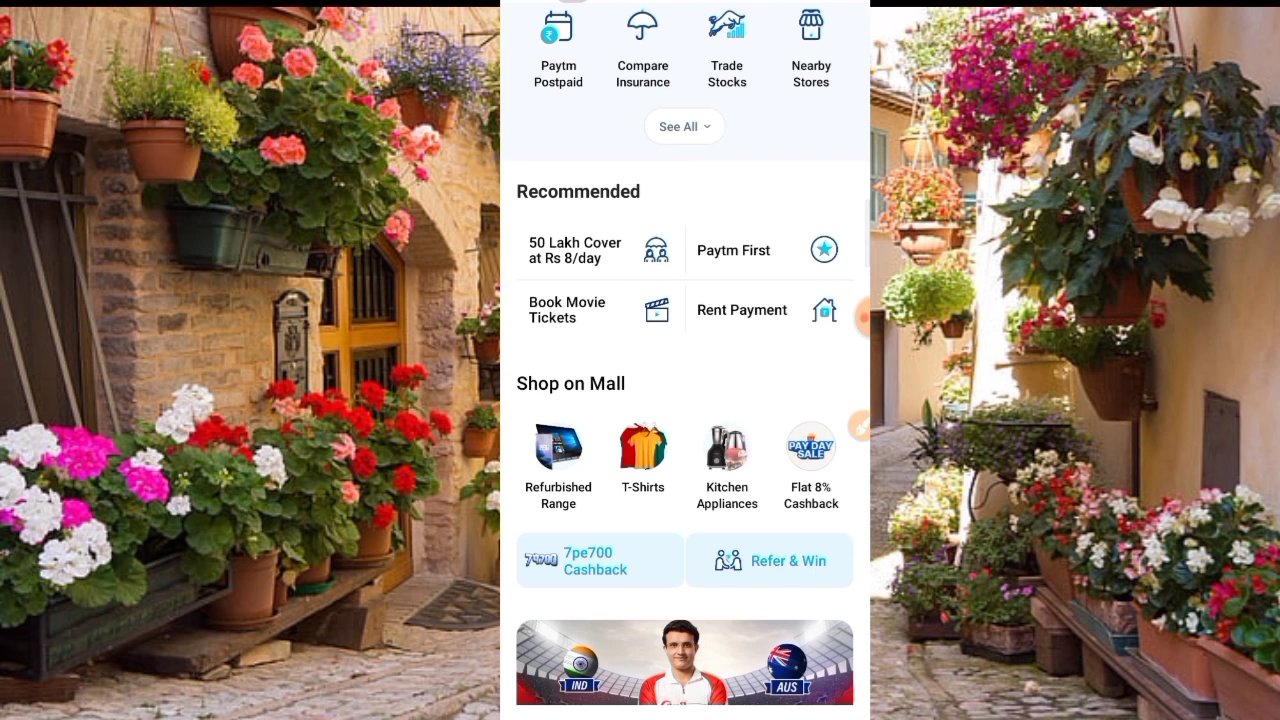 Paytm
Postpaid
Compare
Insurance
Trade
Stocks
Nearby
Stores
See All
Recommended
50 Lakh Cover
at Rs 8/day
Paytm First
Book Movie
Tickets
Rent Payment
Shop on Mall
PAY DAY
SALE
Refurbished
Range
T-Shirts
Kitchen
Appliances
Flat 8%
Cashback
7pe700
Cashback
Refer & Win
IND
AUS